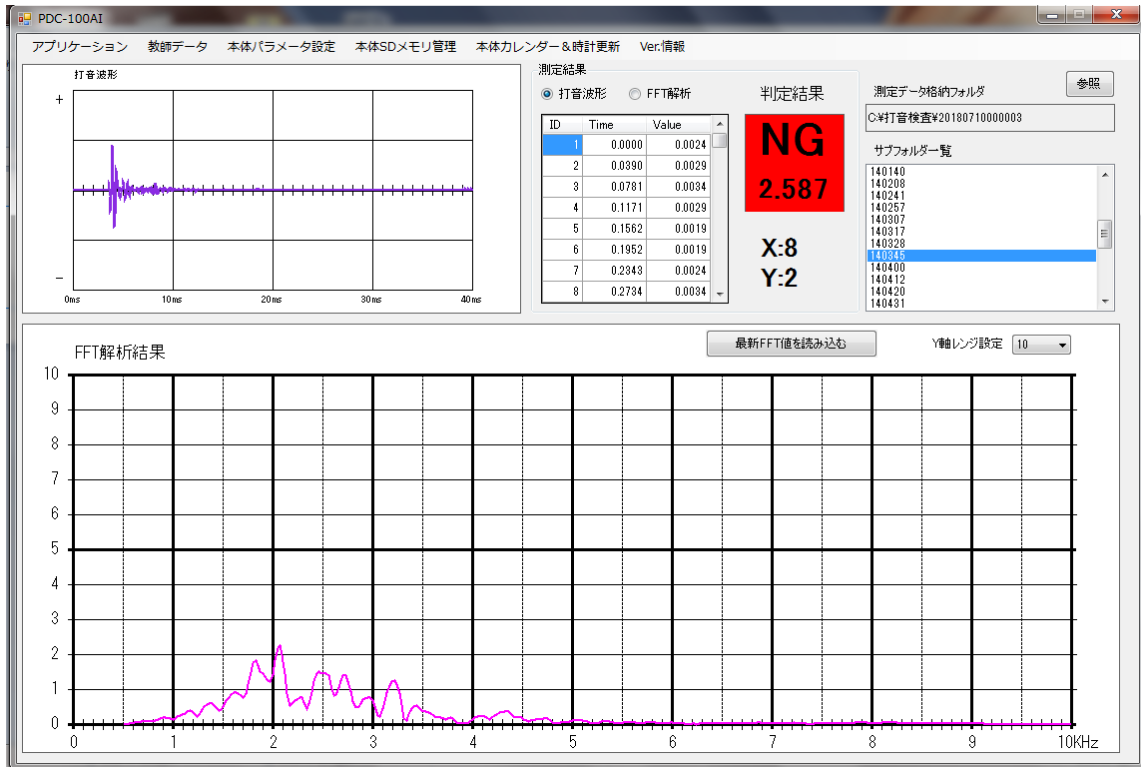 PDC-100AI
アプリケーション 教師データ 本体パラメータ設定 本体SDメモリ管理 本体カレンダー＆時計更新 Ver.情報
打音波形
+
−
0ms 10ms 20ms 30ms 40ms
測定結果
打音波形 FFT解析
ID Time Value
1 0.0000 0.0024
2 0.0390 0.0029
3 0.0781 0.0034
4 0.1171 0.0029
5 0.1562 0.0019
6 0.1952 0.0019
7 0.2343 0.0024
8 0.2734 0.0034
判定結果
NG
2.587
X:8
Y:2
測定データ格納フォルダ
参照
C:¥打音検査¥20180710000003
サブフォルダ一覧
140140
140208
140241
140257
140307
140317
140328
140345
140400
140412
140420
140431
FFT解析結果
最新FFT値を読み込む
Y軸レンジ設定 10
10
9
8
7
6
5
4
3
2
1
0
0 1 2 3 4 5 6 7 8 9 10KHz